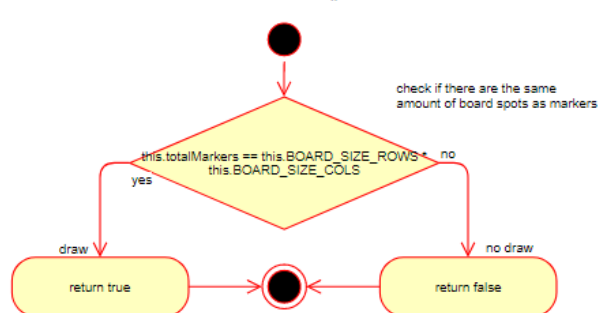 check if there are the same
amount of board spots as markers
this.totalMarkers == this.BOARD_SIZE_ROWS *
this.BOARD_SIZE_COLS
no
yes
draw
no draw
return true
return false